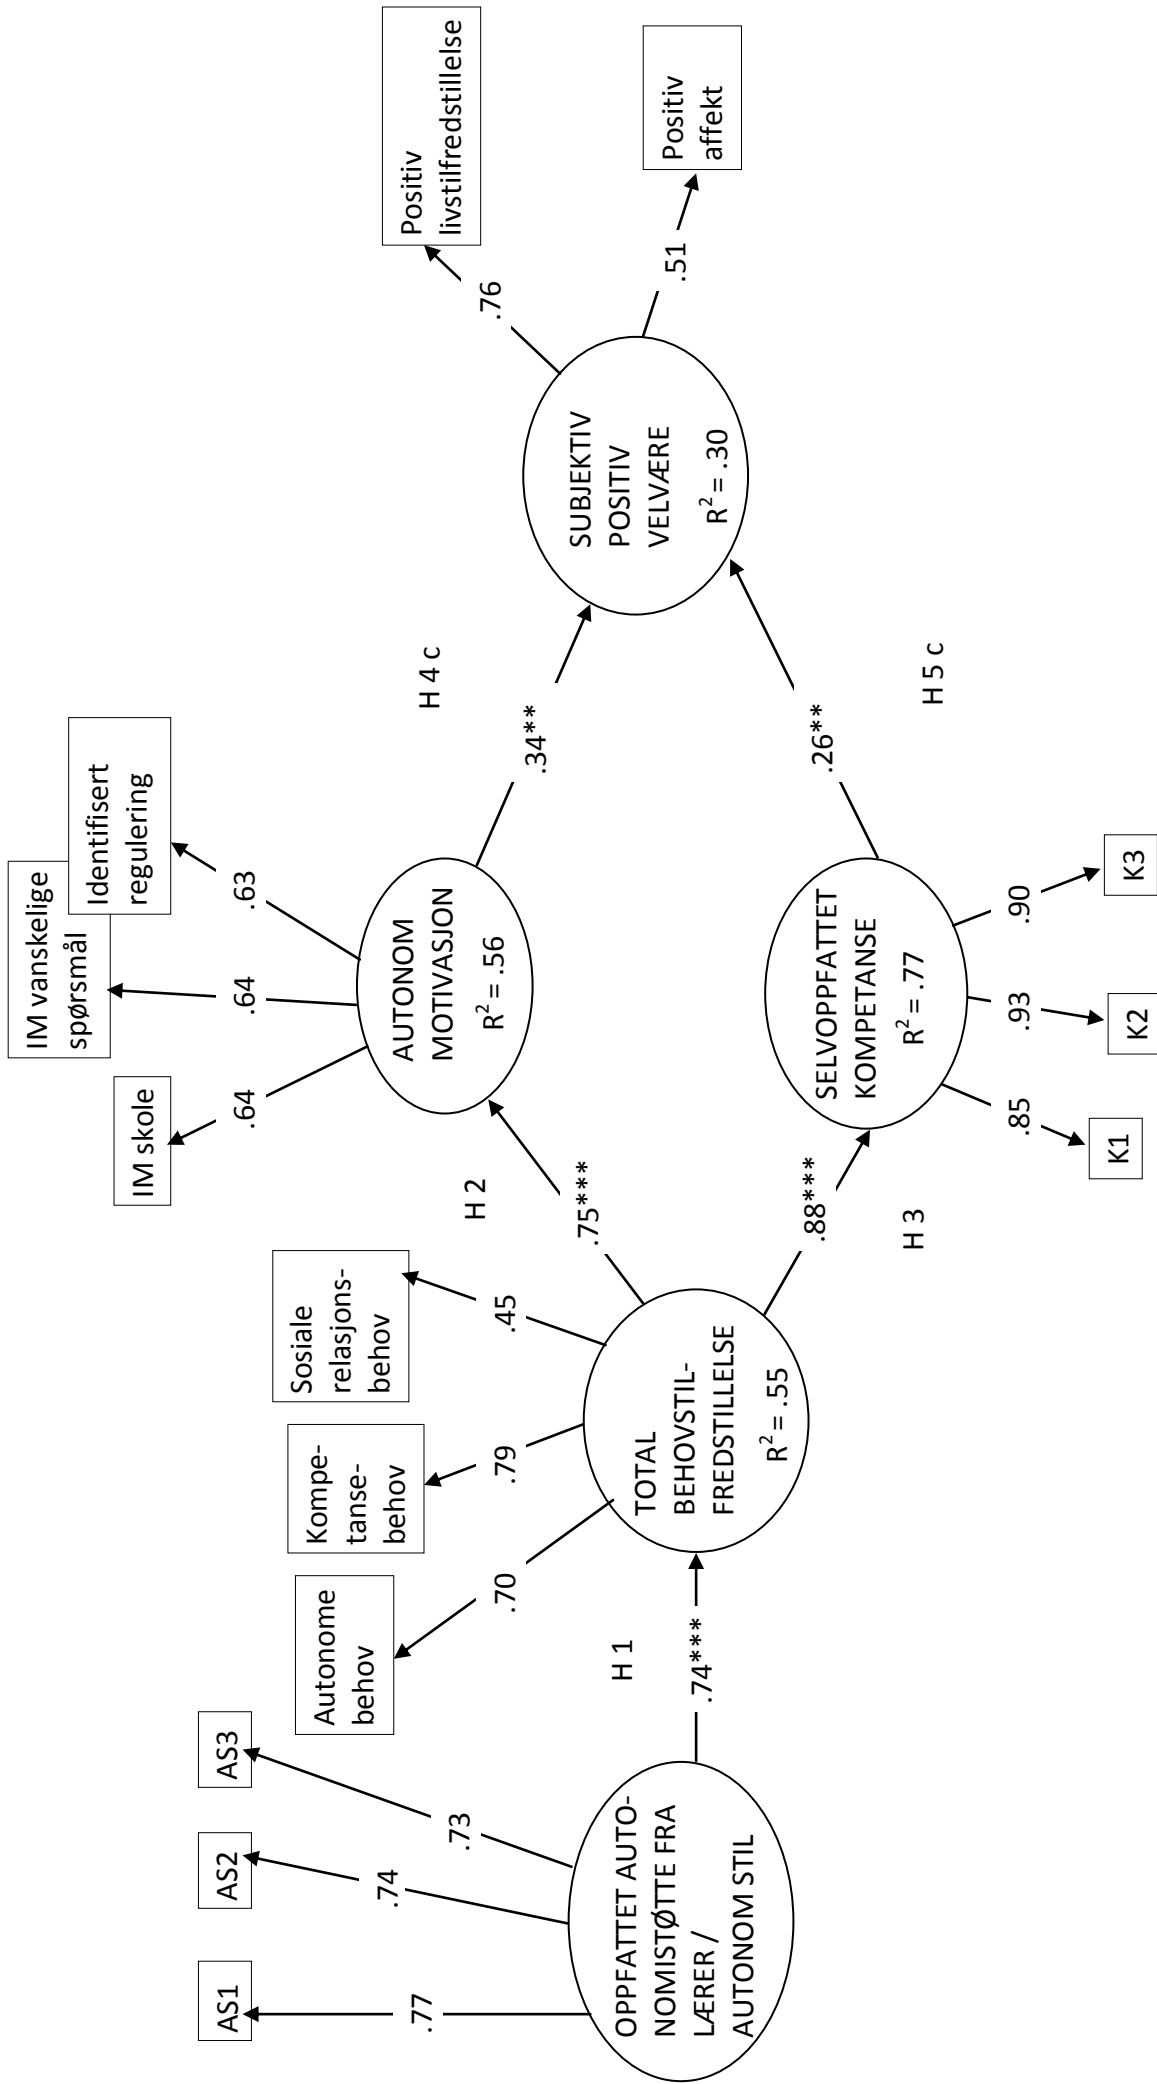 AS1
AS2
AS3
.77
.74
.73
OPPFATTET AUTO-
NOMISTØTTE FRA
LÆRER /
AUTONOM STIL
H 1
.74***
Autonome
behov
Kompe-
tanse-
behov
Sosiale
relasjons-
behov
.70
.79
.45
TOTAL
BEHOVSTIL-
FREDSTILLELSE
R² = .55
H 2
.75***
.88***
H 3
IM skole
IM vanskelige
spørsmål
Identifisert
regulering
.64
.64
.63
AUTONOM
MOTIVASJON
R² = .56
SELVOPPFATTET
KOMPETANSE
R² = .77
.85
.93
.90
K1
K2
K3
H 4 c
.34**
.26**
H 5 c
SUBJEKTIV
POSITIV
VELVÆRE
R² = .30
.76
.51
Positiv
livstilfredstillelse
Positiv
affekt